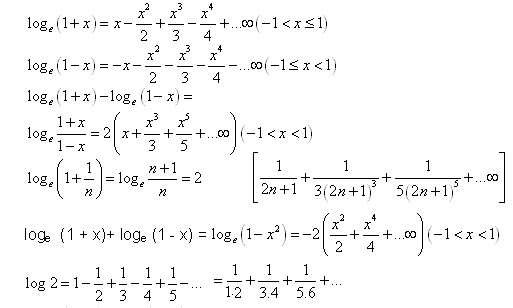 logₑ (1+x) = x − x²/2 + x³/3 − x⁴/4 + ...∞ (−1 < x ≤ 1)
logₑ (1−x) = −x − x²/2 − x³/3 − x⁴/4 − ...∞ (−1 ≤ x < 1)
logₑ (1+x) − logₑ (1−x) =
logₑ (1+x)/(1−x) = 2(x + x³/3 + x⁵/5 + ...∞) (−1 < x < 1)
logₑ (1 + 1/n) = logₑ (n+1)/n = 2 [1/(2n+1) + 1/(3(2n+1)³) + 1/(5(2n+1)⁵) + ...∞]
logₑ (1 + x)+ logₑ (1 - x) = logₑ (1−x²) = −2(x²/2 + x⁴/4 + ...∞) (−1 < x < 1)
log 2 = 1 − 1/2 + 1/3 − 1/4 + 1/5 − ... = 1/1·2 + 1/3.4 + 1/5.6 + ...